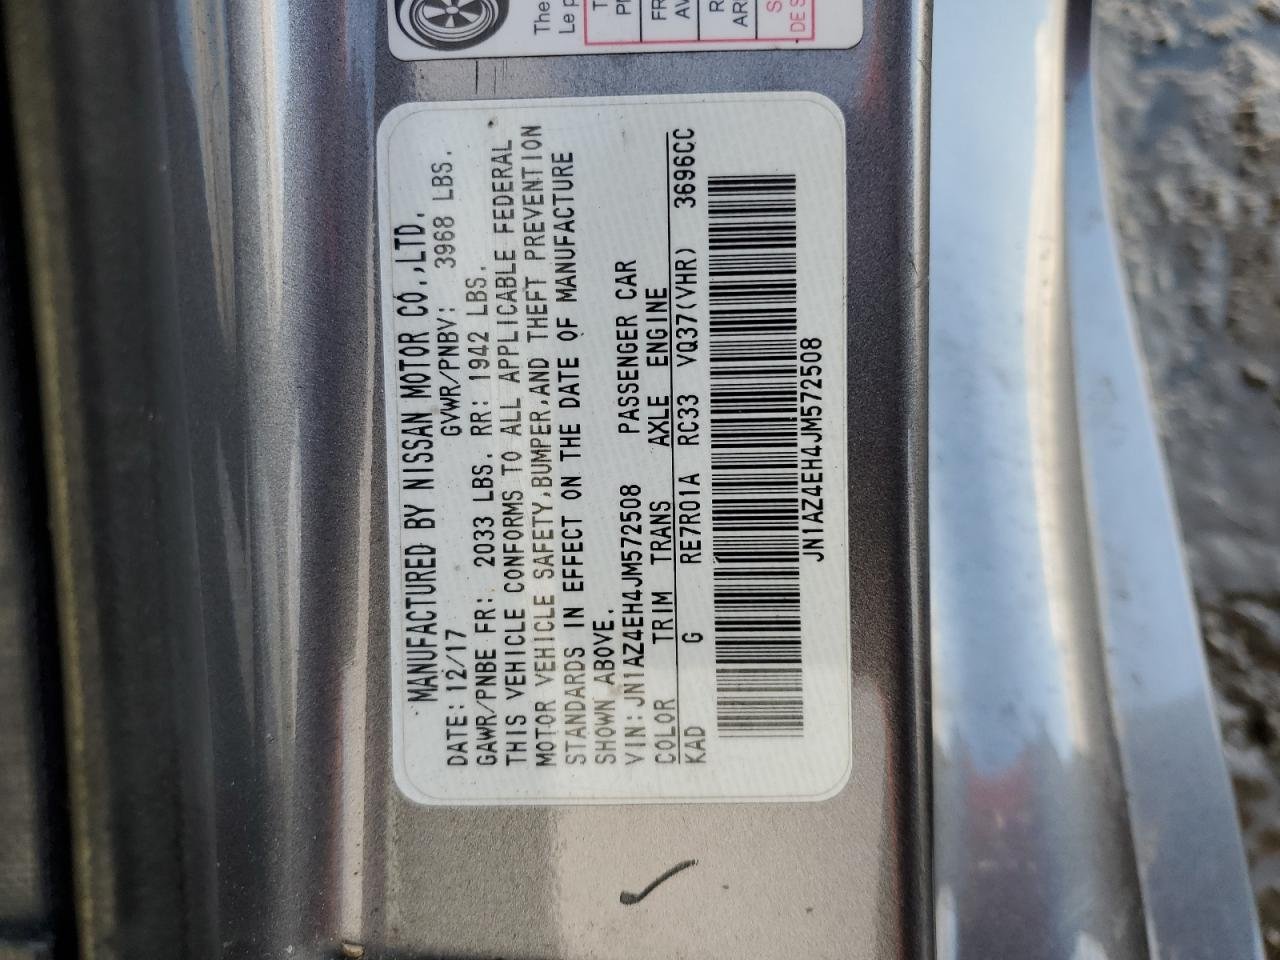 The
Le p
MANUFACTURED BY NISSAN MOTOR CO.,LTD.
DATE: 12/17 GVWR/PNBV: 3968 LBS.
GAWR/PNBE FR: 2033 LBS. RR: 1942 LBS.
THIS VEHICLE CONFORMS TO ALL APPLICABLE FEDERAL
MOTOR VEHICLE SAFETY,BUMPER,AND THEFT PREVENTION
STANDARDS IN EFFECT ON THE DATE OF MANUFACTURE
SHOWN ABOVE.
VIN:JN1AZ4EH4JM572508 PASSENGER CAR
COLOR TRIM TRANS AXLE ENGINE
KAD G RE7R01A RC33 VQ37(VHR) 3696CC
JN1AZ4EH4JM572508